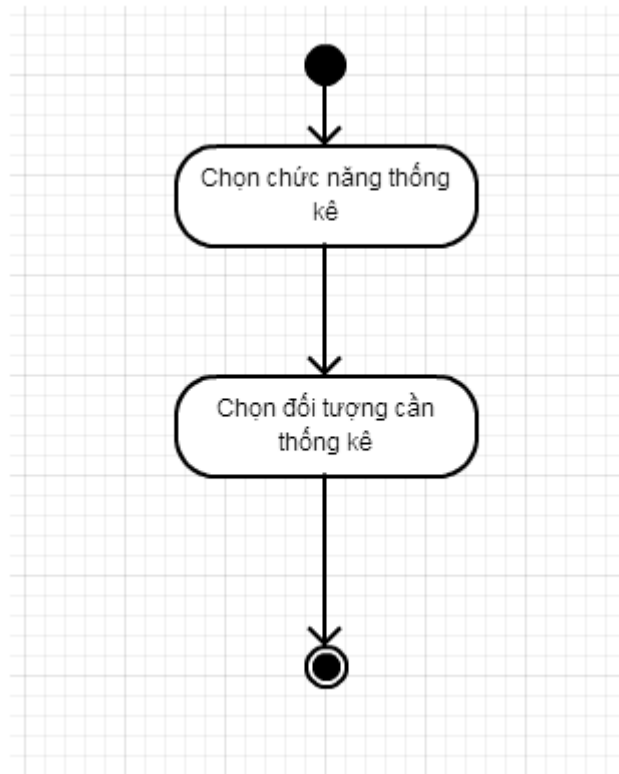 Chọn chức năng thống
kê
Chọn đối tượng cần
thống kê